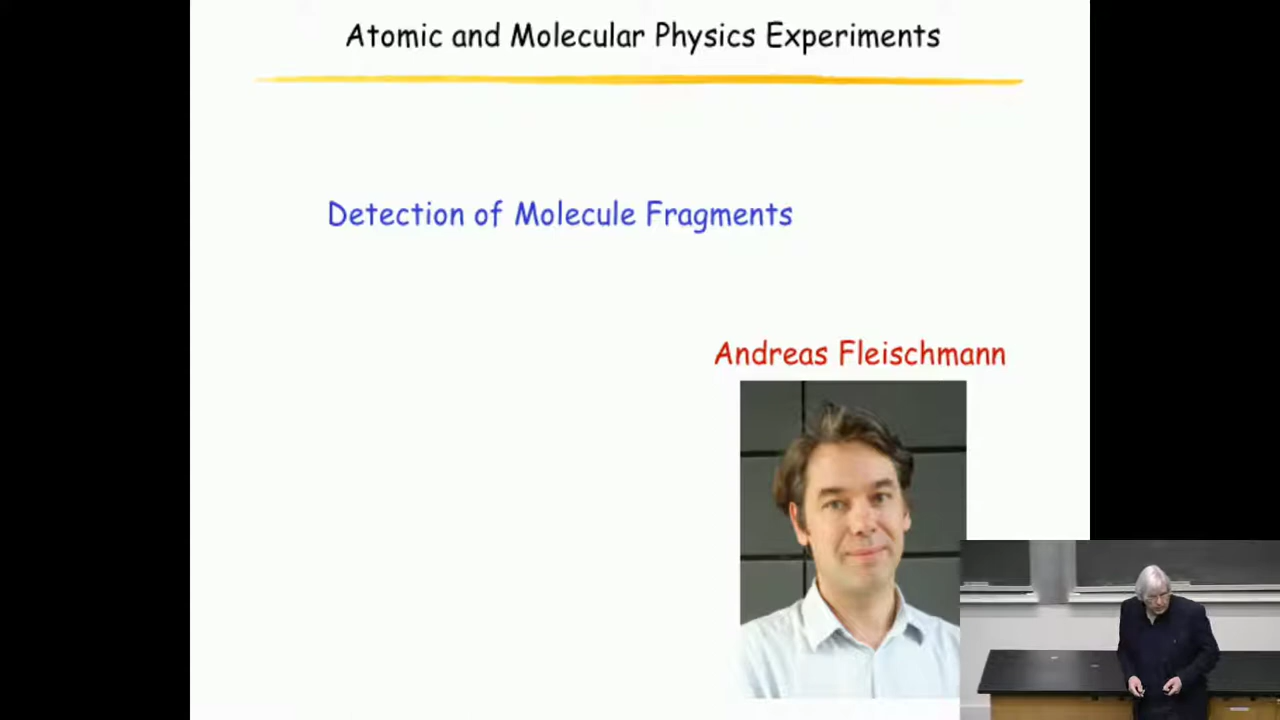 Atomic and Molecular Physics Experiments
Detection of Molecule Fragments
Andreas Fleischmann